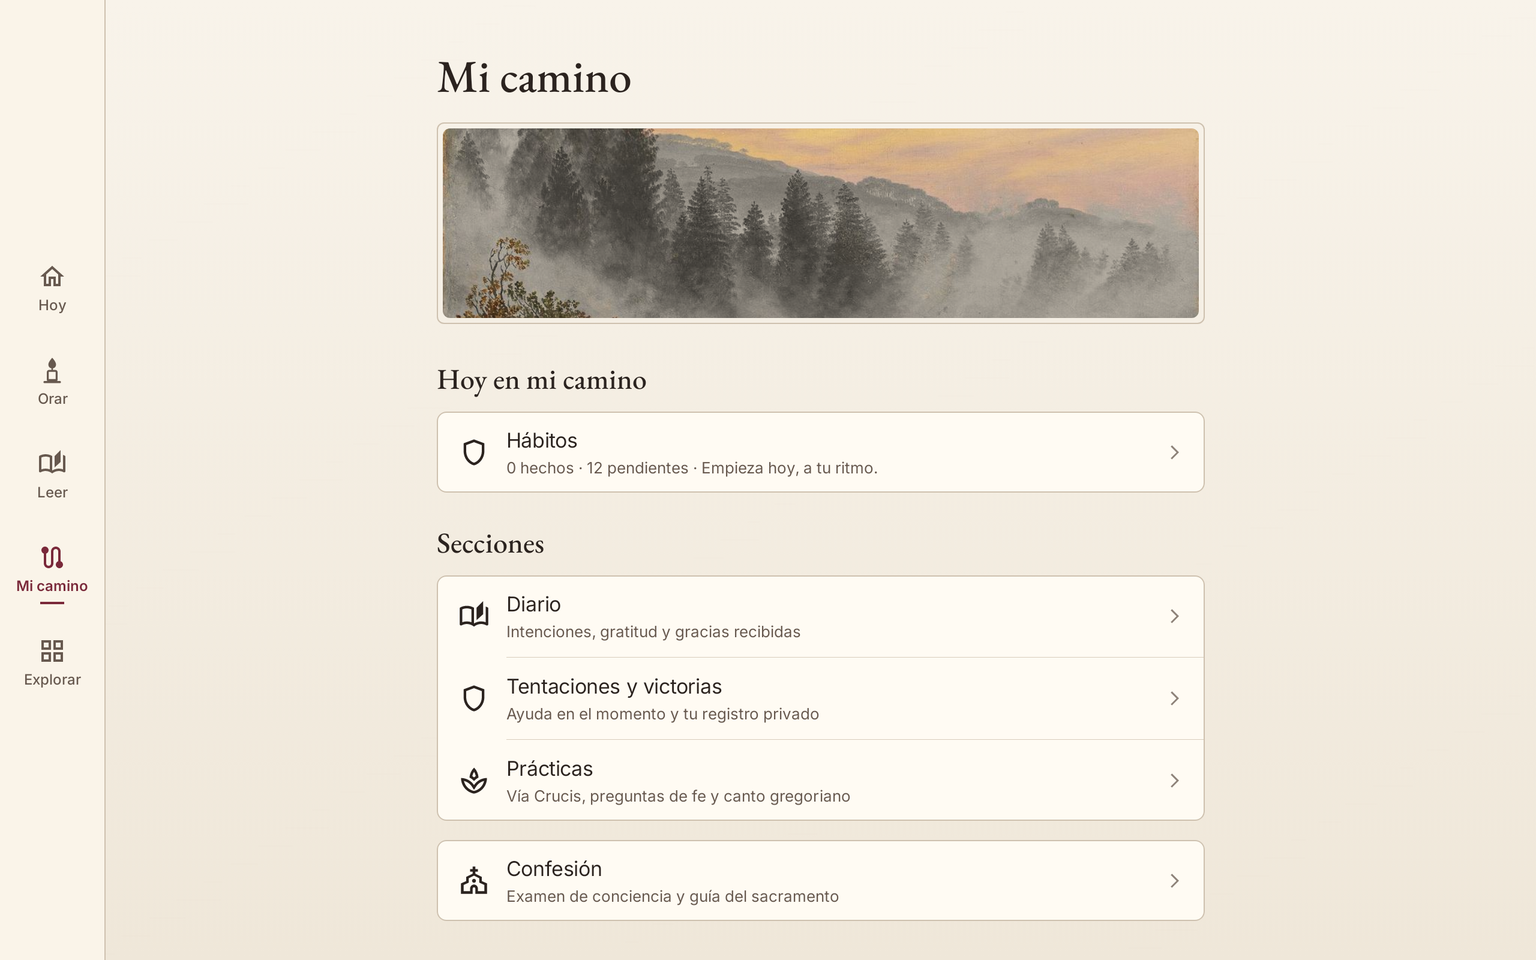 Hoy
Orar
Leer
Mi camino
Explorar
Mi camino
Hoy en mi camino
Hábitos
0 hechos · 12 pendientes · Empieza hoy, a tu ritmo.
Secciones
Diario
Intenciones, gratitud y gracias recibidas
Tentaciones y victorias
Ayuda en el momento y tu registro privado
Prácticas
Vía Crucis, preguntas de fe y canto gregoriano
Confesión
Examen de conciencia y guía del sacramento